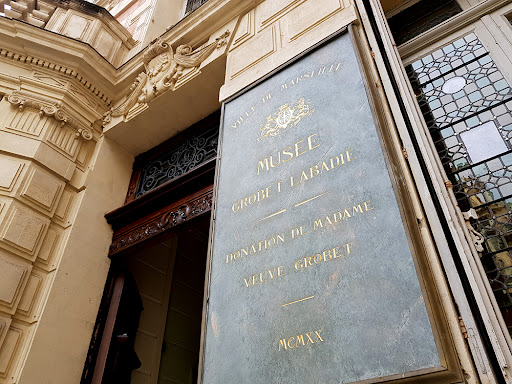 VILLE DE MARSEILLE
MUSÉE
GROBET LABADIÉ
DONATION DE MADAME
VEUVE GROBET
MCMXX